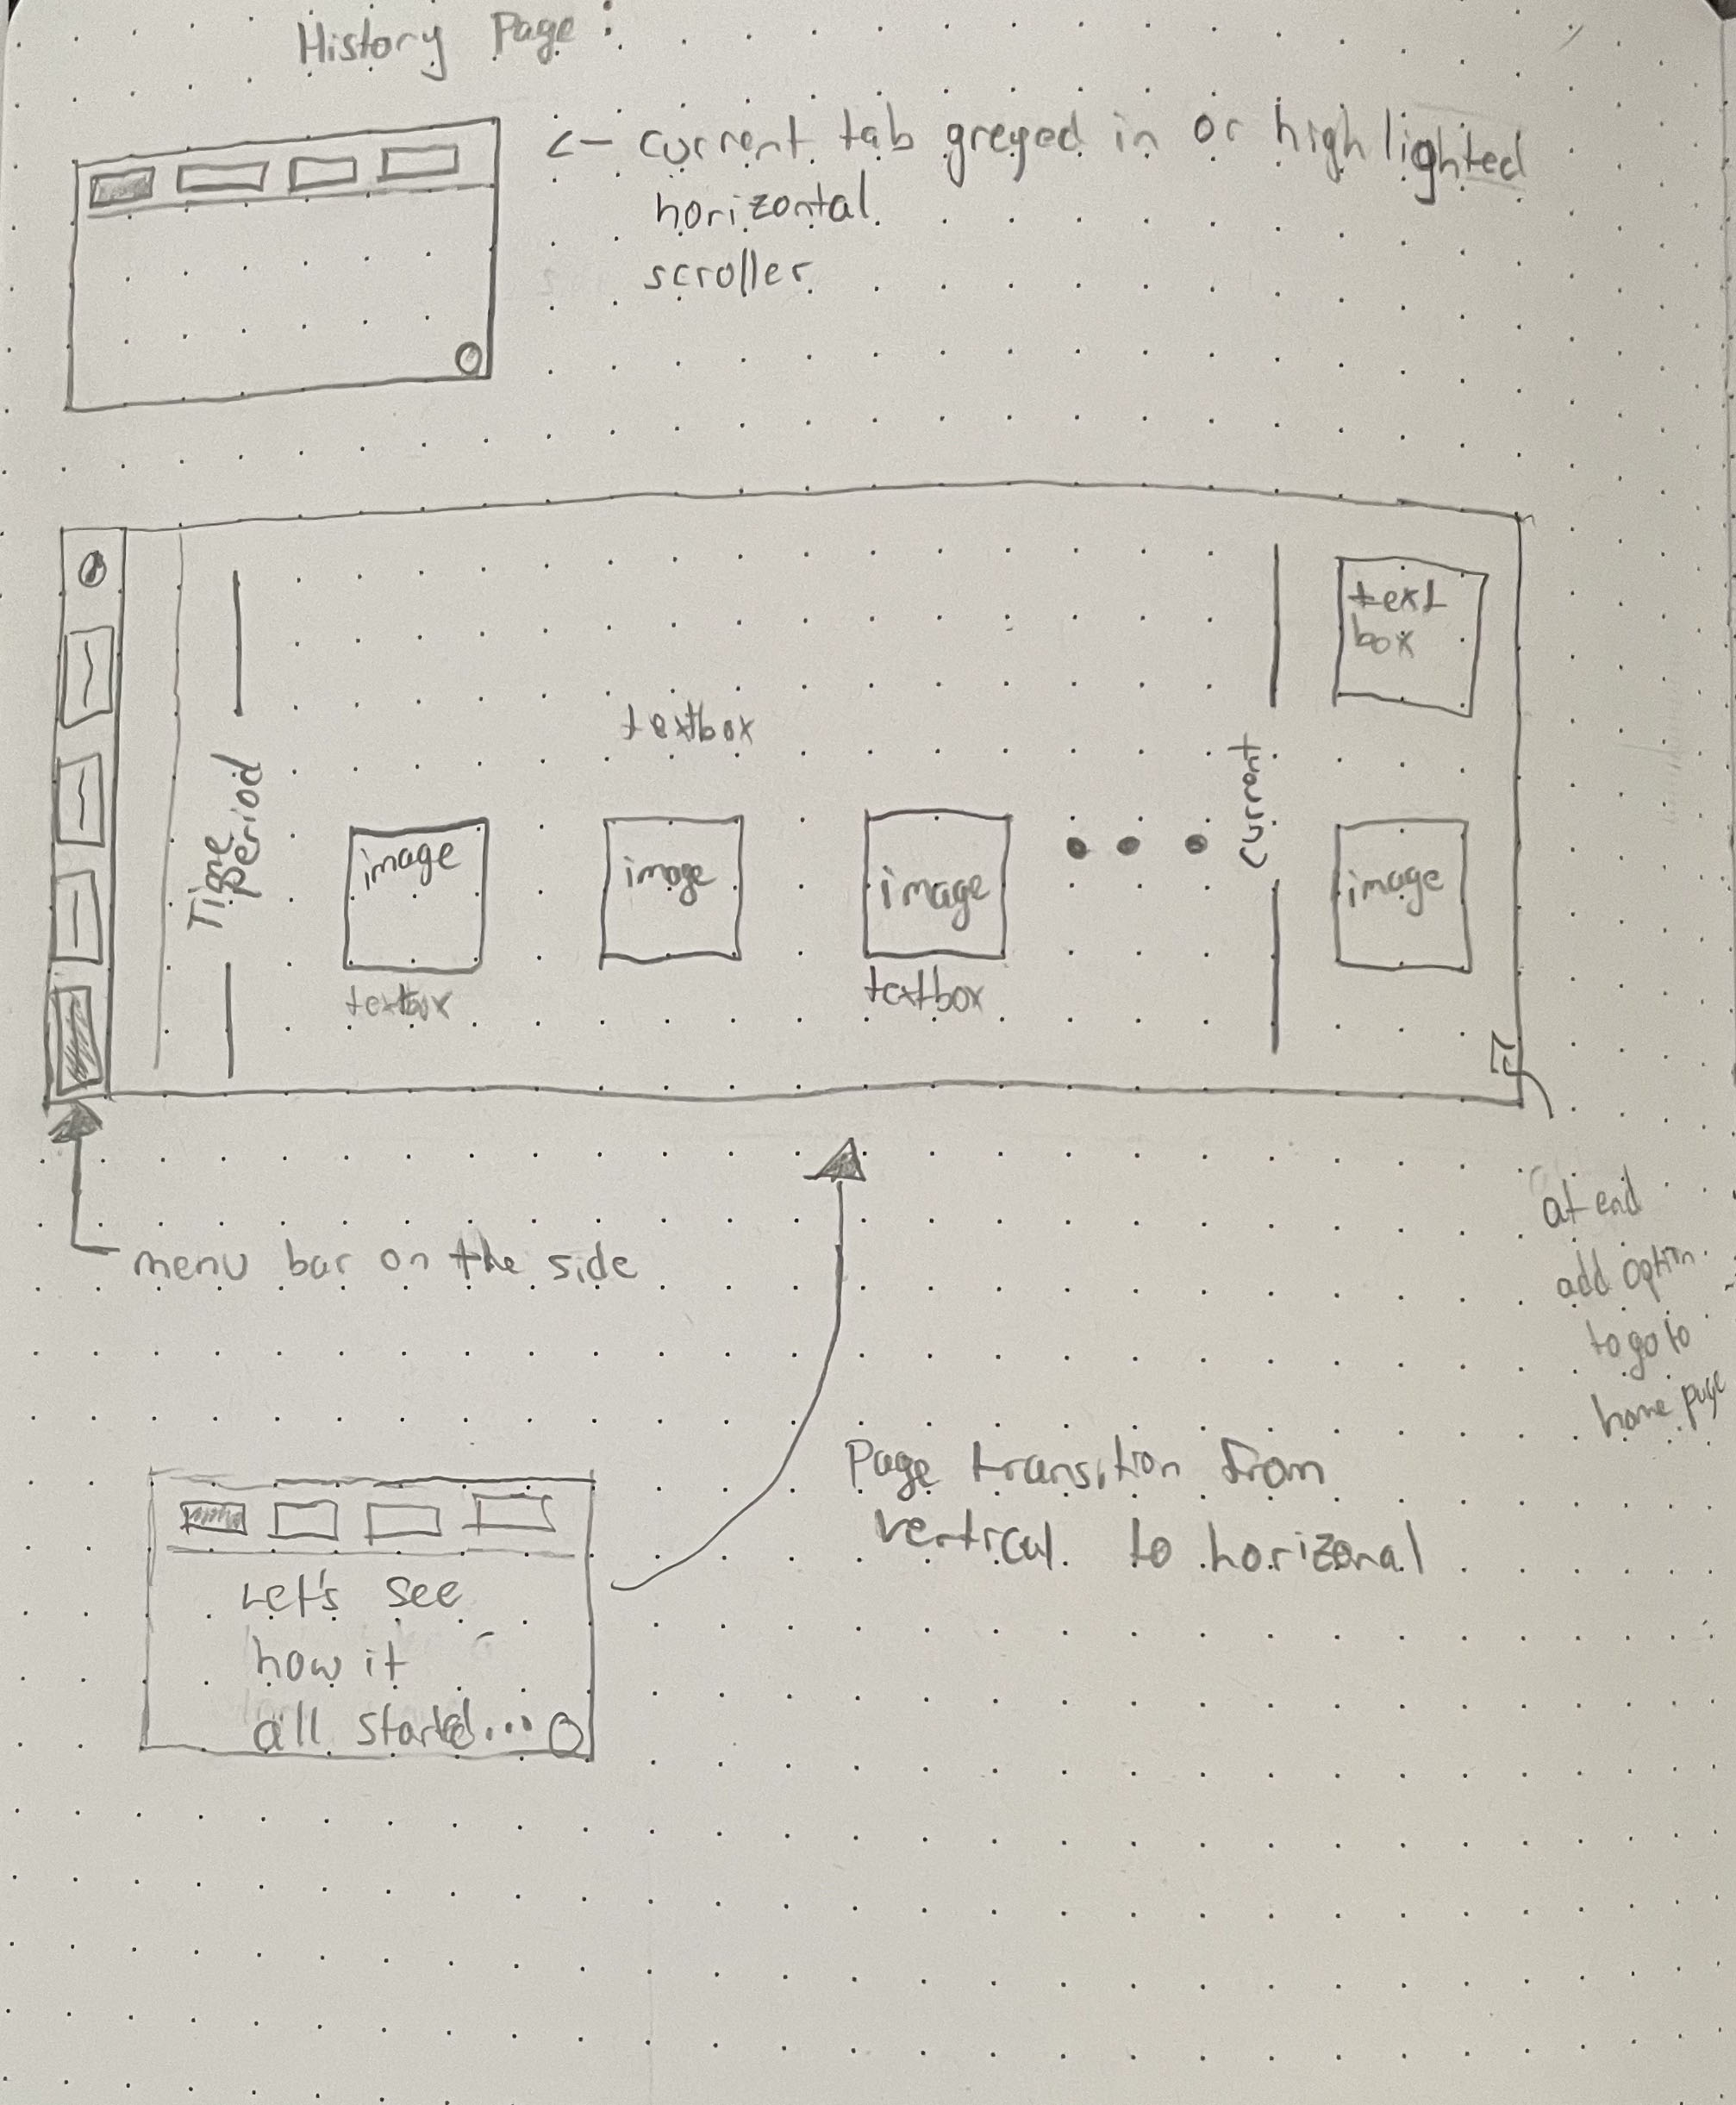 History Page:
<- current tab greyed in or highlighted
horizontal
scroller
text
box
textbox
Time
Period
image
image
image
Current
image
textbox
textbox
menu bar on the side
at end
add option
to go to
home page
Page transition from
vertical to horizonal
Let's see
how it
all started...